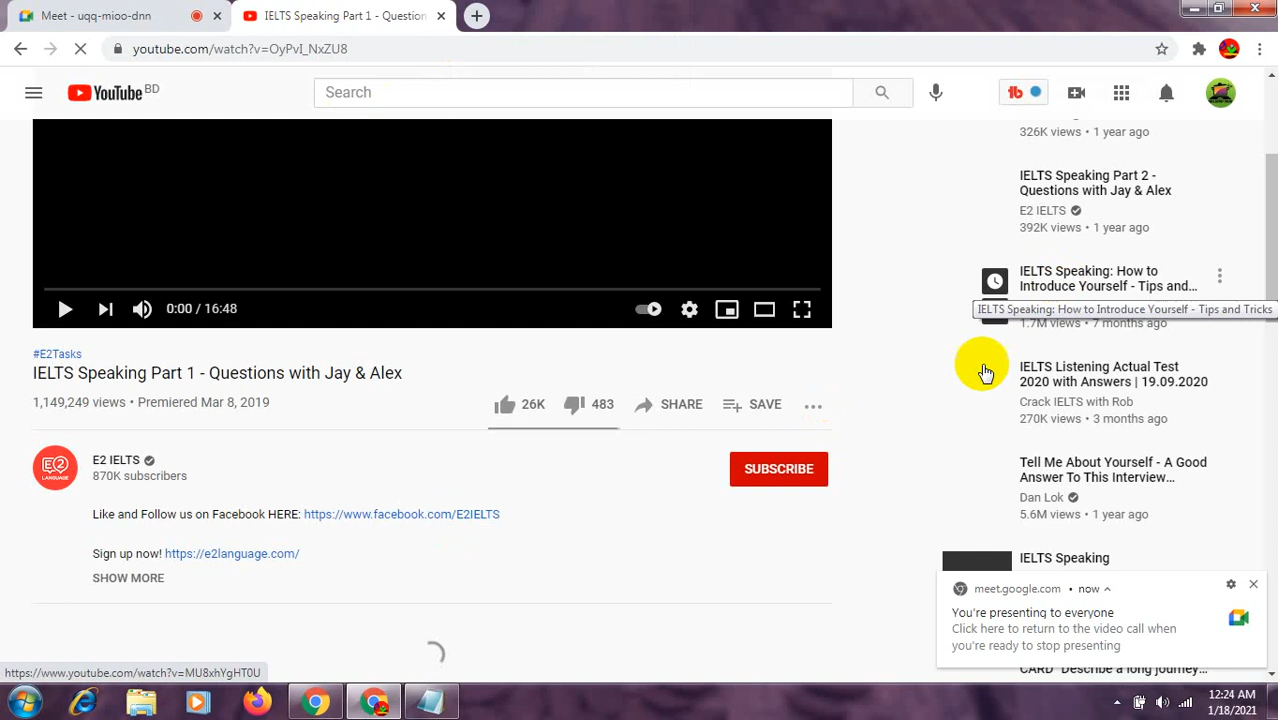 Meet - uqq-mioo-dnn
IELTS Speaking Part 1 - Question
youtube.com/watch?v=OyPvI_NxZU8
YouTube BD
Search
326K views • 1 year ago
IELTS Speaking Part 2 -
Questions with Jay & Alex
E2 IELTS
392K views • 1 year ago
IELTS Speaking: How to
Introduce Yourself - Tips and...
IELTS Speaking: How to Introduce Yourself - Tips and Tricks
1.7M views • 7 months ago
IELTS Listening Actual Test
2020 with Answers | 19.09.2020
Crack IELTS with Rob
270K views • 3 months ago
Tell Me About Yourself - A Good
Answer To This Interview...
Dan Lok
5.6M views • 1 year ago
IELTS Speaking
0:00 / 16:48
#E2Tasks
IELTS Speaking Part 1 - Questions with Jay & Alex
1,149,249 views • Premiered Mar 8, 2019
26K 483 SHARE SAVE
E2 LANGUAGE
E2 IELTS
870K subscribers
SUBSCRIBE
Like and Follow us on Facebook HERE: https://www.facebook.com/E2IELTS
Sign up now! https://e2language.com/
SHOW MORE
meet.google.com • now
You're presenting to everyone
Click here to return to the video call when
you're ready to stop presenting
CARD "Describe a long journey...
https://www.youtube.com/watch?v=MU8xhYgHT0U
12:24 AM
1/18/2021